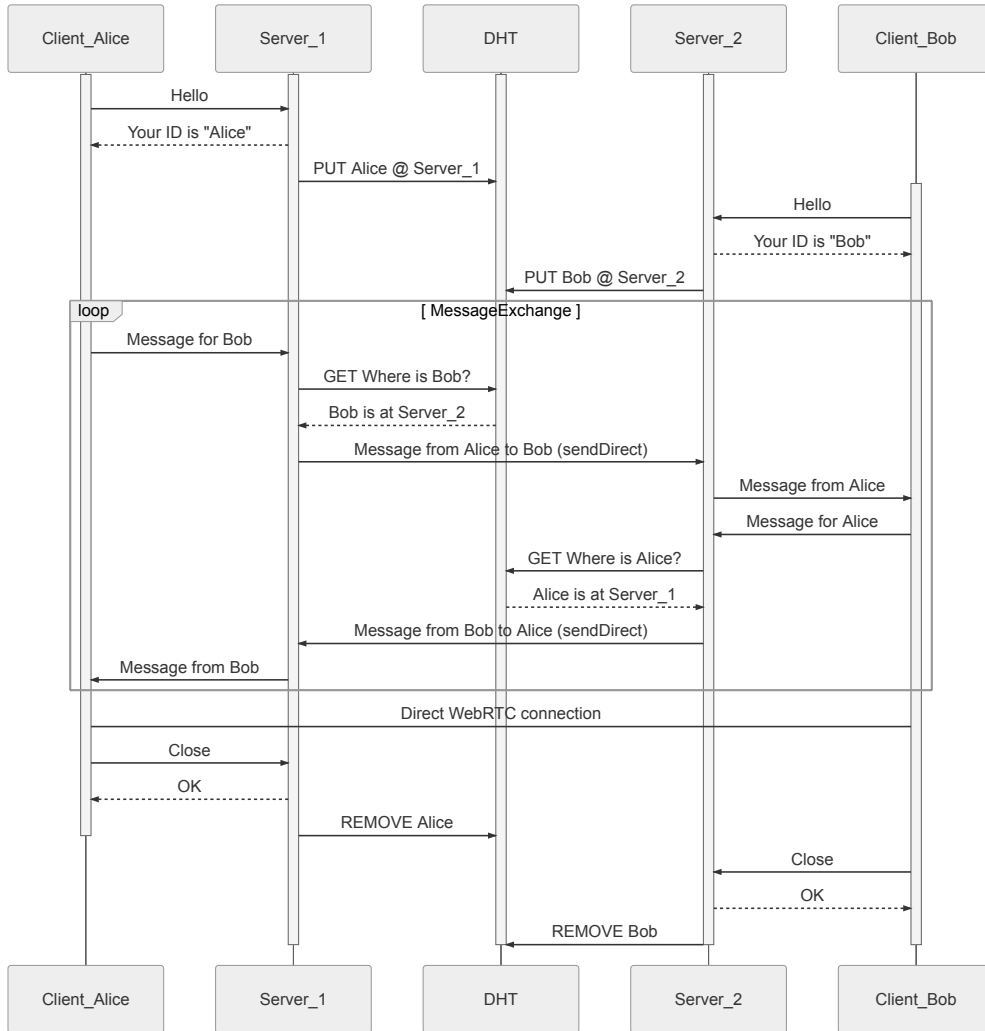 Client_Alice
Server_1
DHT
Server_2
Client_Bob
Hello
Your ID is "Alice"
PUT Alice @ Server_1
Hello
Your ID is "Bob"
PUT Bob @ Server_2
loop
[ MessageExchange ]
Message for Bob
GET Where is Bob?
Bob is at Server_2
Message from Alice to Bob (sendDirect)
Message from Alice
Message for Alice
GET Where is Alice?
Alice is at Server_1
Message from Bob to Alice (sendDirect)
Message from Bob
Direct WebRTC connection
Close
OK
REMOVE Alice
Close
OK
REMOVE Bob
Client_Alice
Server_1
DHT
Server_2
Client_Bob